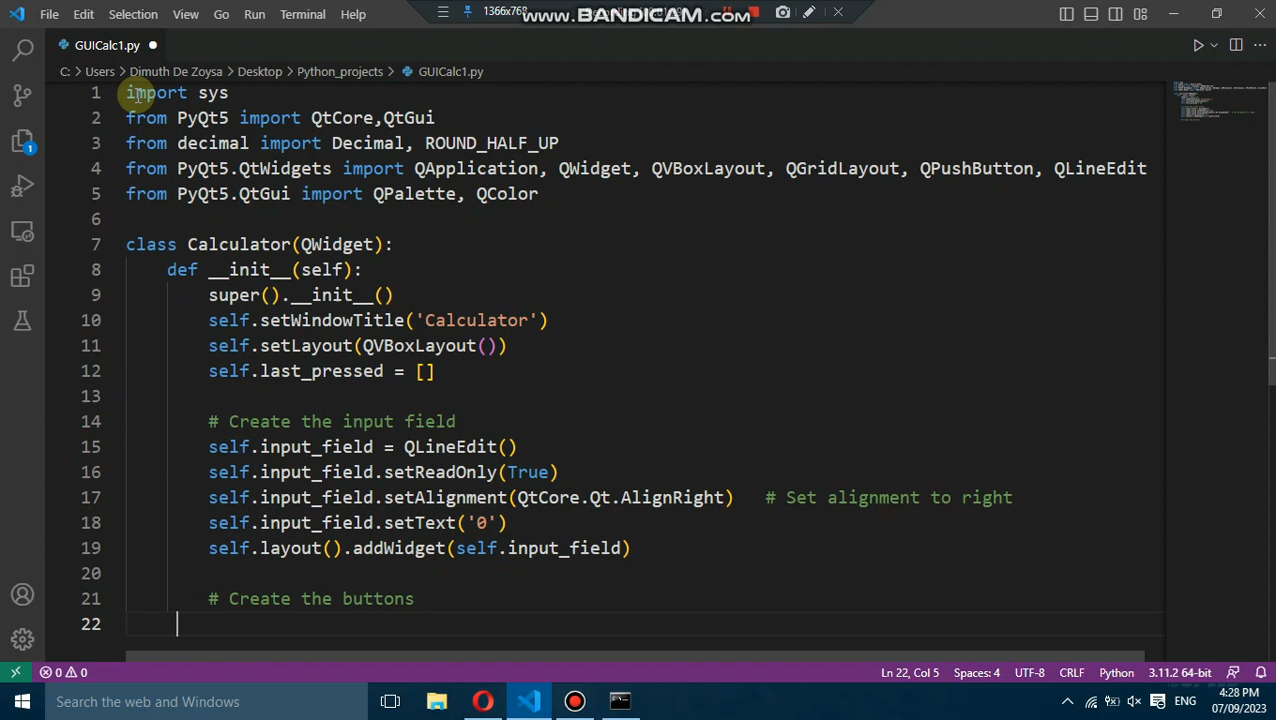 File Edit Selection View Go Run Terminal Help
1366x768
www.BANDICAM.com
GUICalc1.py
C: > Users > Dimuth De Zoysa > Desktop > Python_projects > GUICalc1.py
1 import sys
2 from PyQt5 import QtCore,QtGui
3 from decimal import Decimal, ROUND_HALF_UP
4 from PyQt5.QtWidgets import QApplication, QWidget, QVBoxLayout, QGridLayout, QPushButton, QLineEdit
5 from PyQt5.QtGui import QPalette, QColor
6
7 class Calculator(QWidget):
8 def __init__(self):
9 super().__init__()
10 self.setWindowTitle('Calculator')
11 self.setLayout(QVBoxLayout())
12 self.last_pressed = []
13
14 # Create the input field
15 self.input_field = QLineEdit()
16 self.input_field.setReadOnly(True)
17 self.input_field.setAlignment(QtCore.Qt.AlignRight) # Set alignment to right
18 self.input_field.setText('0')
19 self.layout().addWidget(self.input_field)
20
21 # Create the buttons
22
1
0 0 Ln 22, Col 5 Spaces: 4 UTF-8 CRLF Python 3.11.2 64-bit
Search the web and Windows
ENG
4:28 PM
07/09/2023